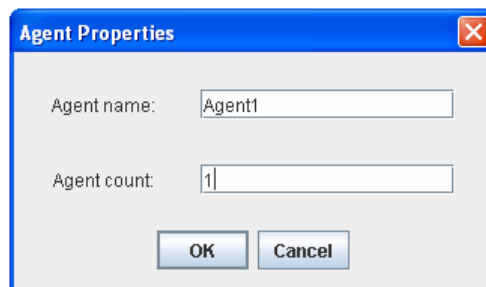 Agent Properties
Agent name: Agent1
Agent count: 1
OK Cancel